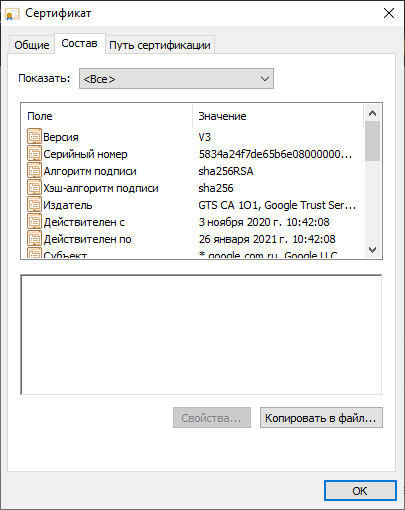 Сертификат
Общие Состав Путь сертификации
Показать: <Все>
Поле Значение
Версия V3
Серийный номер 5834a24f7de65b6e08000000...
Алгоритм подписи sha256RSA
Хэш-алгоритм подписи sha256
Издатель GTS CA 1O1, Google Trust Ser...
Действителен с 3 ноября 2020 г. 10:42:08
Действителен по 26 января 2021 г. 10:42:08
Субъект *.google.com.ru, Google LLC
Свойства... Копировать в файл...
ОК